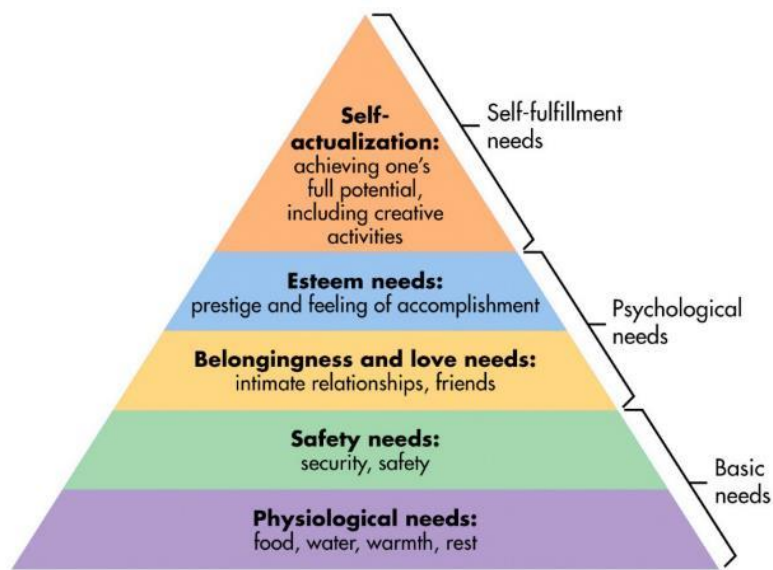 Self-
actualization:
achieving one's
full potential,
including creative
activities
Self-fulfillment
needs
Esteem needs:
prestige and feeling of accomplishment
Psychological
needs
Belongingness and love needs:
intimate relationships, friends
Safety needs:
security, safety
Basic
needs
Physiological needs:
food, water, warmth, rest